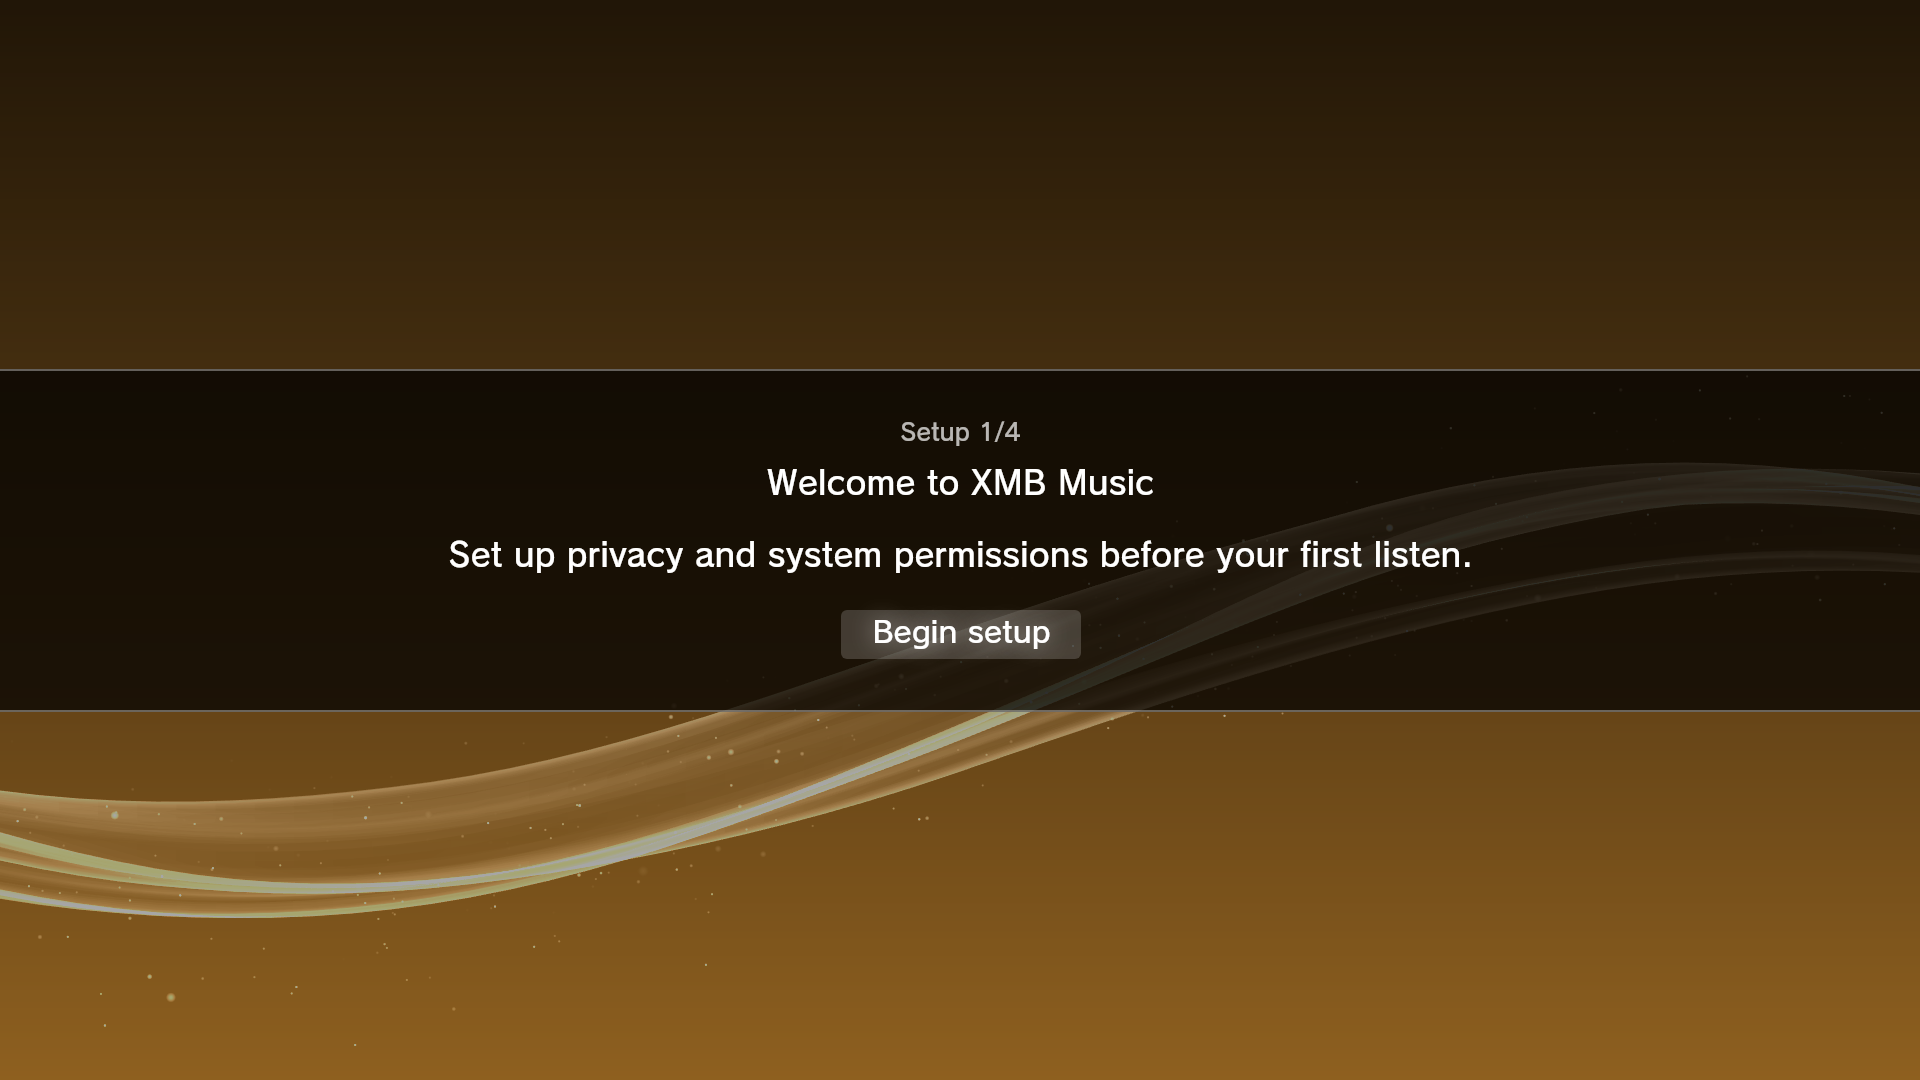 Setup 1/4
Welcome to XMB Music
Set up privacy and system permissions before your first listen.
Begin setup